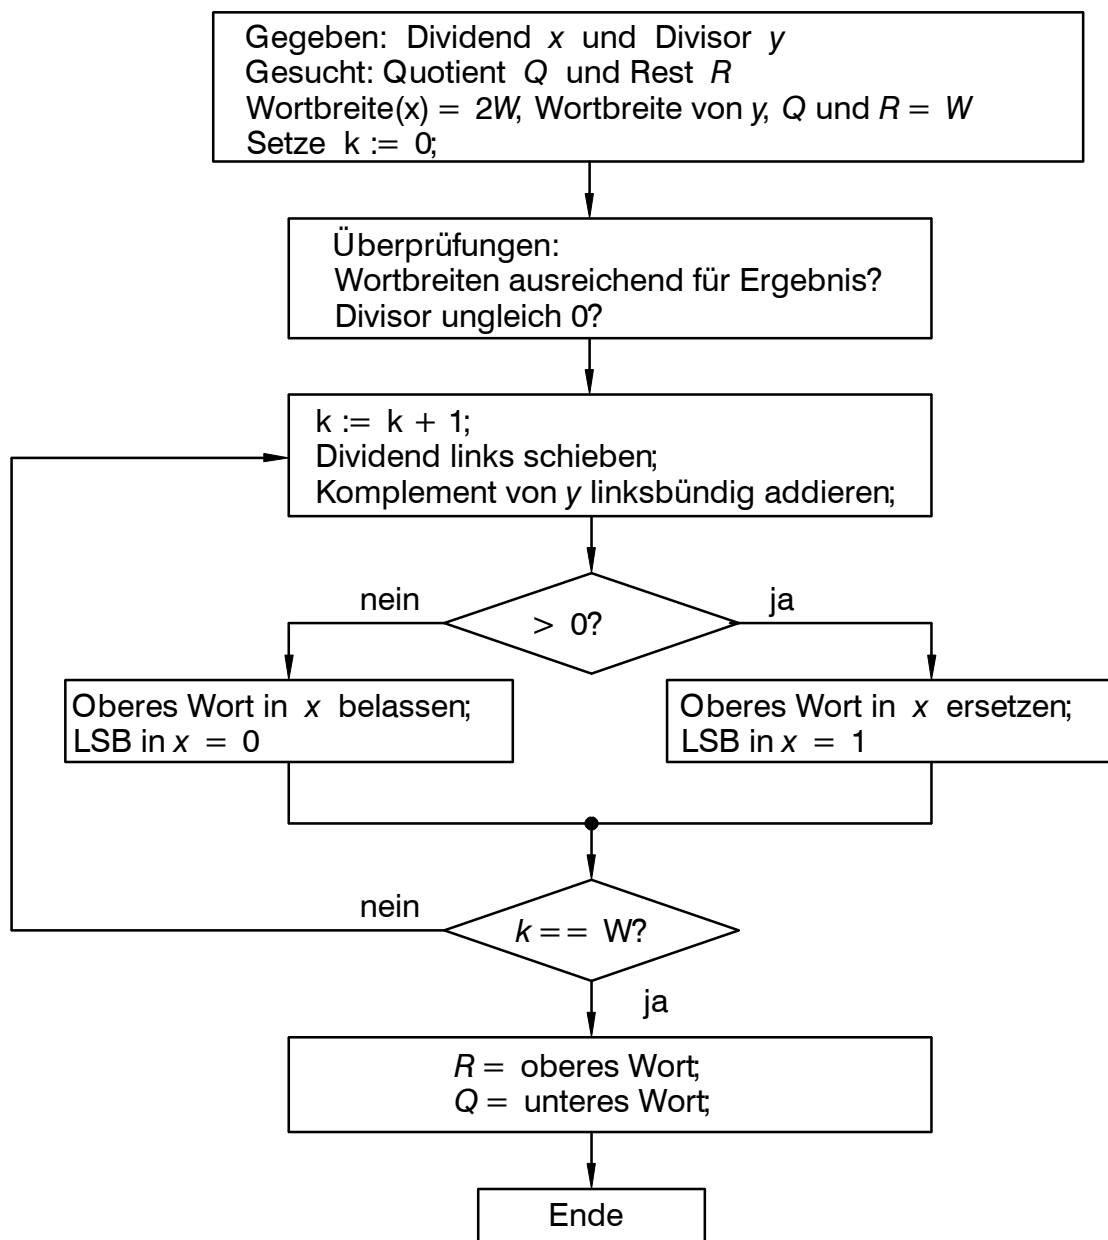 Gegeben: Dividend x und Divisor y
Gesucht: Quotient Q und Rest R
Wortbreite(x) = 2W, Wortbreite von y, Q und R = W
Setze k := 0;
Überprüfungen:
Wortbreiten ausreichend für Ergebnis?
Divisor ungleich 0?
k := k + 1;
Dividend links schieben;
Komplement von y linksbündig addieren;
nein
> 0?
ja
Oberes Wort in x belassen;
LSB in x = 0
Oberes Wort in x ersetzen;
LSB in x = 1
nein
k == W?
ja
R = oberes Wort;
Q = unteres Wort;
Ende